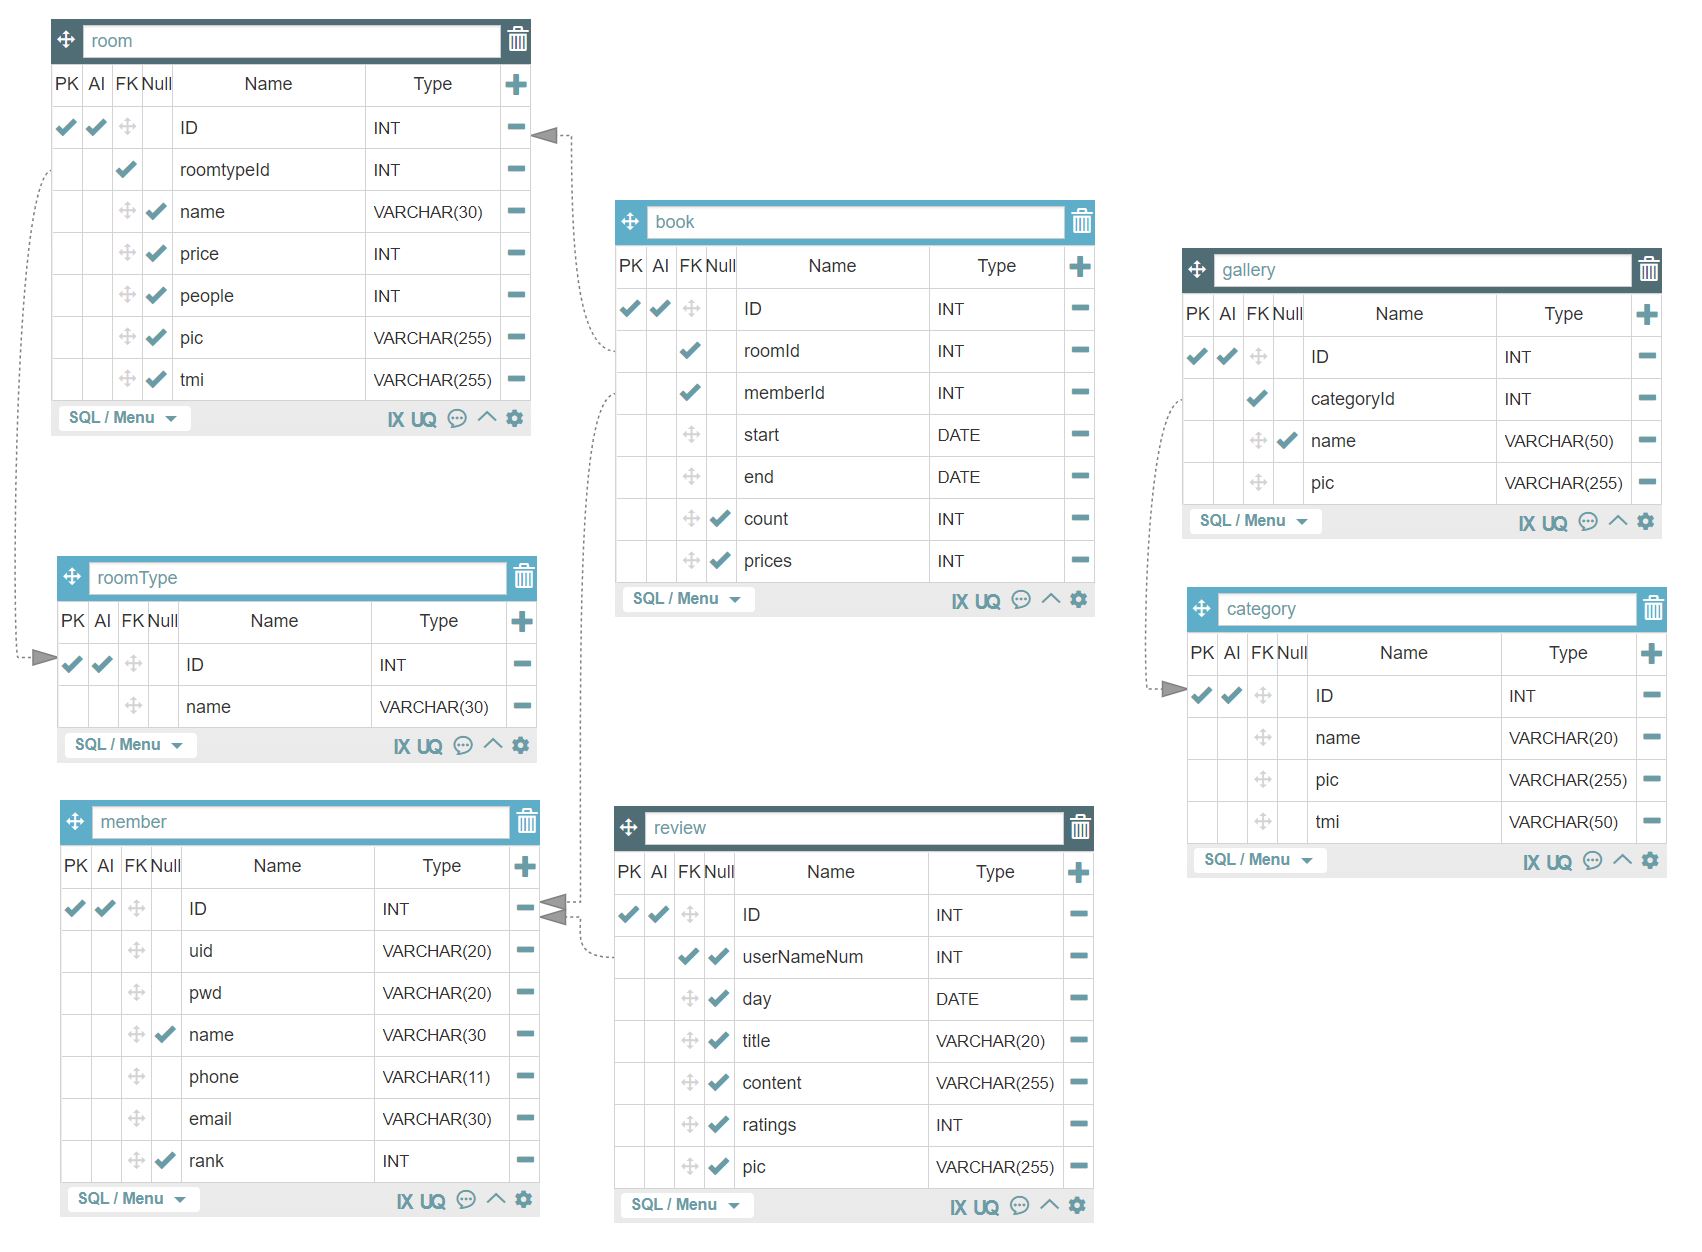 room
PK AI FK Null Name Type
ID INT
roomtypeId INT
name VARCHAR(30)
price INT
people INT
pic VARCHAR(255)
tmi VARCHAR(255)
SQL / Menu IX UQ
roomType
PK AI FK Null Name Type
ID INT
name VARCHAR(30)
SQL / Menu IX UQ
member
PK AI FK Null Name Type
ID INT
uid VARCHAR(20)
pwd VARCHAR(20)
name VARCHAR(30
phone VARCHAR(11)
email VARCHAR(30)
rank INT
SQL / Menu IX UQ
book
PK AI FK Null Name Type
ID INT
roomId INT
memberId INT
start DATE
end DATE
count INT
prices INT
SQL / Menu IX UQ
review
PK AI FK Null Name Type
ID INT
userNameNum INT
day DATE
title VARCHAR(20)
content VARCHAR(255)
ratings INT
pic VARCHAR(255)
SQL / Menu IX UQ
gallery
PK AI FK Null Name Type
ID INT
categoryId INT
name VARCHAR(50)
pic VARCHAR(255)
SQL / Menu IX UQ
category
PK AI FK Null Name Type
ID INT
name VARCHAR(20)
pic VARCHAR(255)
tmi VARCHAR(50)
SQL / Menu IX UQ